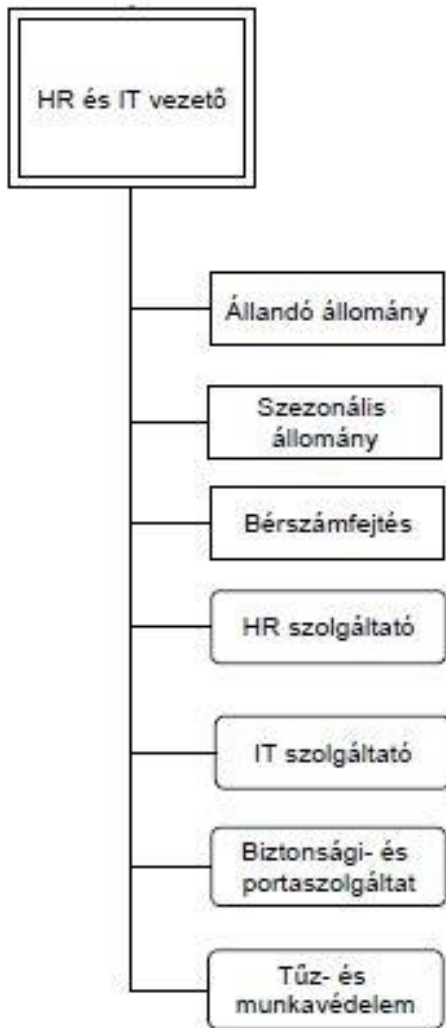 HR és IT vezető
Állandó állomány
Szezonális
állomány
Bérszámfejtés
HR szolgáltató
IT szolgáltató
Biztonsági- és
portaszolgáltat
Tűz- és
munkavédelem